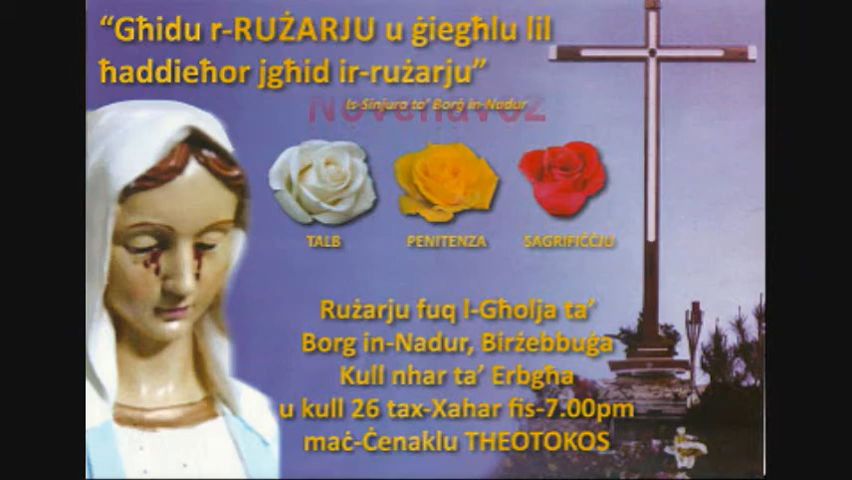 “Għidu r-RUŻARJU u ġiegħlu lil
ħaddieħor jgħid ir-rużarju”
Is-Sinjura ta’ Borġ in-Nadur
Novenavoz
TALB PENITENZA SAGRIFIĊĊJU
Rużarju fuq l-Għolja ta’
Borg in-Nadur, Birżebbuġa
Kull nhar ta’ Erbgħa
u kull 26 tax-Xahar fis-7.00pm
maċ-Ċenaklu THEOTOKOS